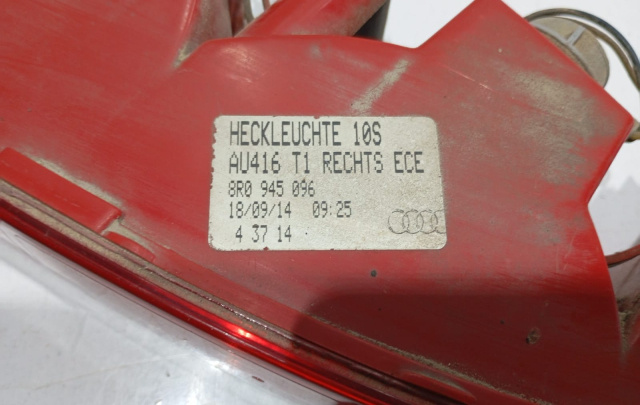 HECKLEUCHTE 10S
AU416 T1 RECHTS ECE
8R0 945 096
18/09/14 09:25
4 37 14